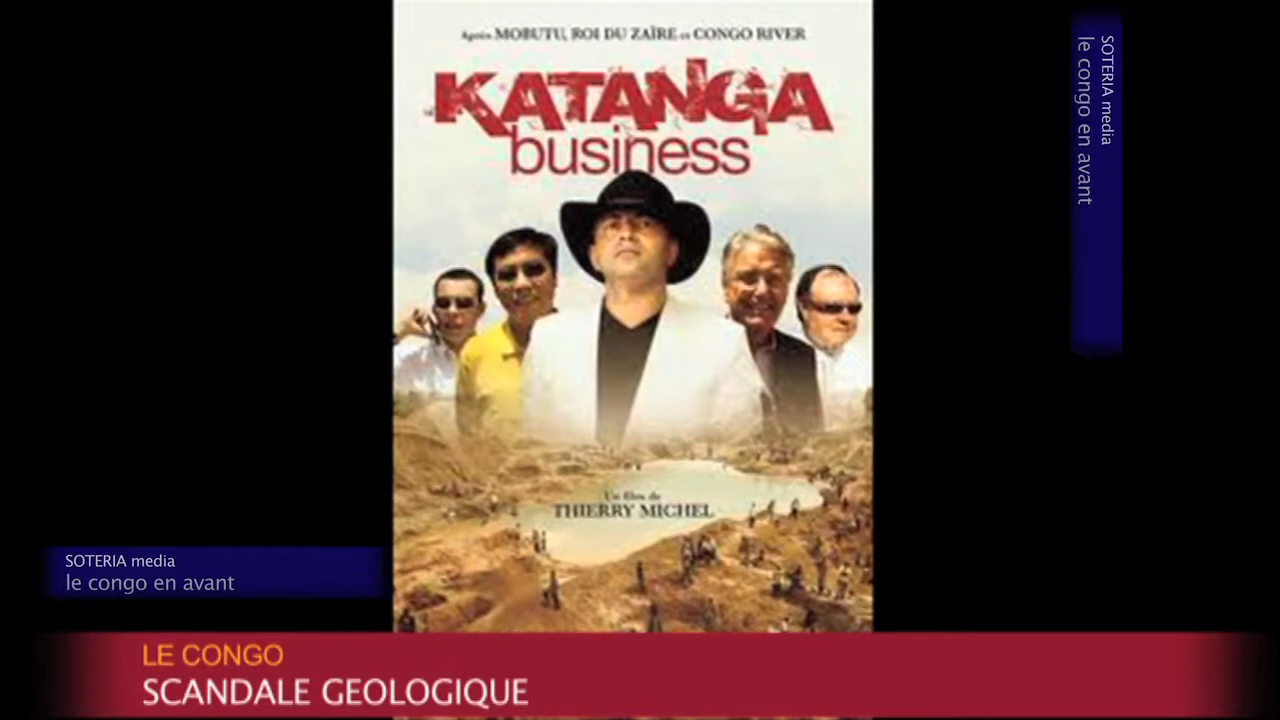 Après MOBUTU, ROI DU ZAÏRE et CONGO RIVER
KATANGA
business
Un film de
THIERRY MICHEL
SOTERIA media
le congo en avant
SOTERIA media
le congo en avant
LE CONGO
SCANDALE GEOLOGIQUE